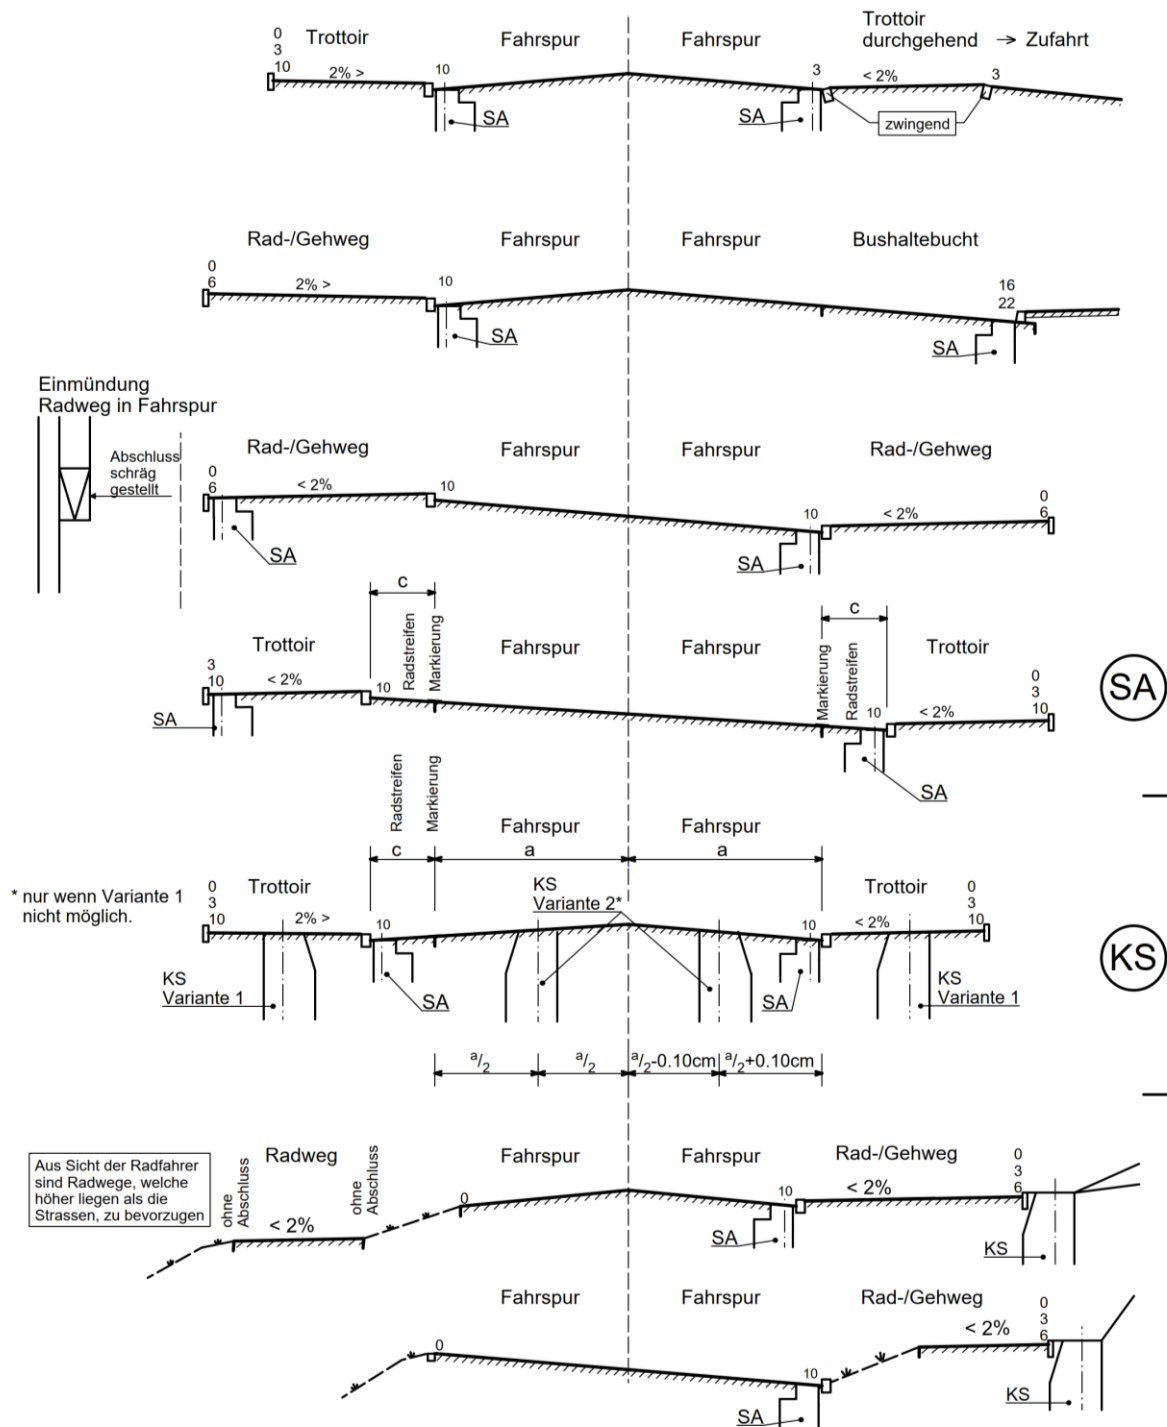 0
3
10
Trottoir
2% >
10
Fahrspur
Fahrspur
3
Trottoir
durchgehend → Zufahrt
< 2%
3
SA
SA
zwingend
Rad-/Gehweg
Fahrspur
Fahrspur
Bushaltebucht
0
6
2% >
10
16
22
SA
SA
Einmündung
Radweg in Fahrspur
Abschluss
schräg
gestellt
Rad-/Gehweg
Fahrspur
Fahrspur
Rad-/Gehweg
0
6
< 2%
10
10
< 2%
0
6
SA
SA
c
c
Trottoir
Radstreifen
Markierung
Fahrspur
Fahrspur
Markierung
Radstreifen
Trottoir
3
10
< 2%
10
10
< 2%
0
3
10
SA
SA
SA
Radstreifen
Markierung
Fahrspur
Fahrspur
c
a
a
* nur wenn Variante 1
nicht möglich.
Trottoir
0
3
10
2% >
10
KS
Variante 2*
10
Trottoir
< 2%
0
3
10
KS
Variante 1
SA
SA
KS
Variante 1
KS
a/2
a/2
a/2-0.10cm
a/2+0.10cm
Aus Sicht der Radfahrer
sind Radwege, welche
höher liegen als die
Strassen, zu bevorzugen
ohne
Abschluss
Radweg
< 2%
ohne
Abschluss
0
Fahrspur
Fahrspur
10
Rad-/Gehweg
< 2%
0
3
6
SA
KS
Fahrspur
Fahrspur
Rad-/Gehweg
0
10
< 2%
0
3
6
SA
KS